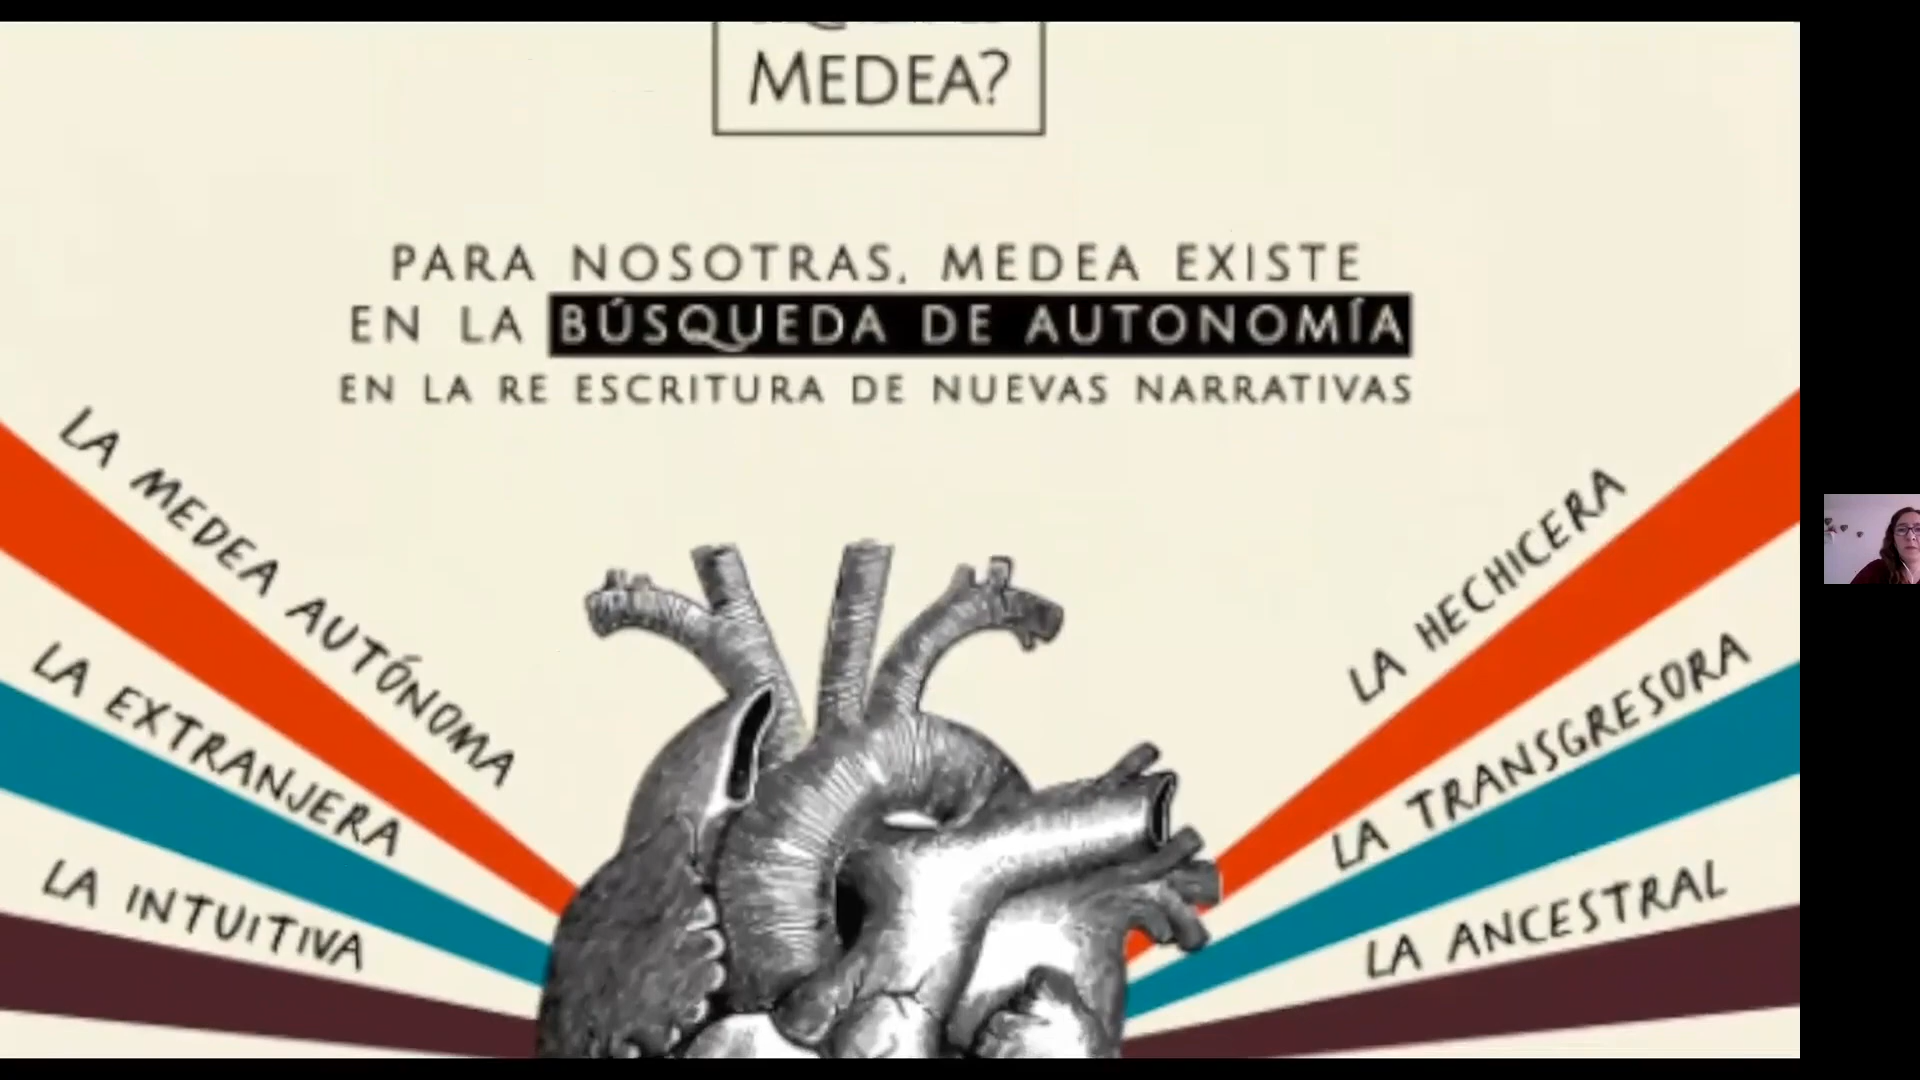 MEDEA?
PARA NOSOTRAS, MEDEA EXISTE
EN LA BÚSQUEDA DE AUTONOMÍA
EN LA RE ESCRITURA DE NUEVAS NARRATIVAS
LA MEDEA AUTÓNOMA
LA EXTRANJERA
LA INTUITIVA
LA HECHICERA
LA TRANSGRESORA
LA ANCESTRAL